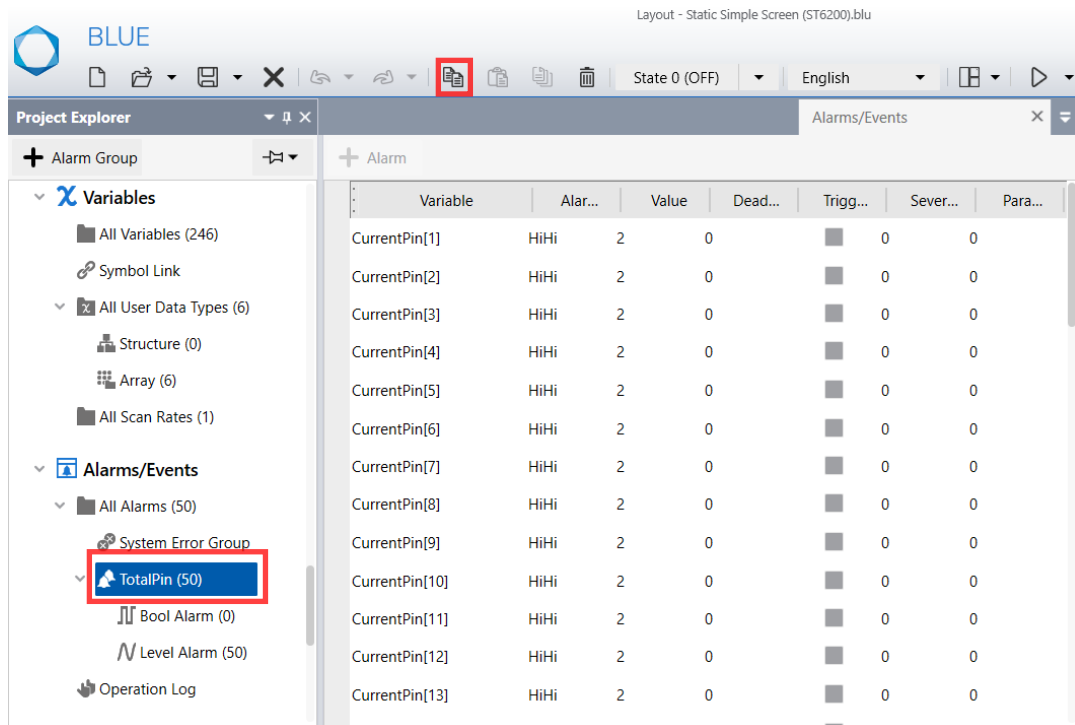 Layout - Static Simple Screen (ST6200).blu
BLUE
State 0 (OFF)
English
Project Explorer
Alarms/Events
Alarm Group
Alarm
Variables
All Variables (246)
Symbol Link
All User Data Types (6)
Structure (0)
Array (6)
All Scan Rates (1)
Alarms/Events
All Alarms (50)
System Error Group
TotalPin (50)
Bool Alarm (0)
Level Alarm (50)
Operation Log
Variable Alar... Value Dead... Trigg... Sever... Para...
CurrentPin[1] HiHi 2 0 0 0
CurrentPin[2] HiHi 2 0 0 0
CurrentPin[3] HiHi 2 0 0 0
CurrentPin[4] HiHi 2 0 0 0
CurrentPin[5] HiHi 2 0 0 0
CurrentPin[6] HiHi 2 0 0 0
CurrentPin[7] HiHi 2 0 0 0
CurrentPin[8] HiHi 2 0 0 0
CurrentPin[9] HiHi 2 0 0 0
CurrentPin[10] HiHi 2 0 0 0
CurrentPin[11] HiHi 2 0 0 0
CurrentPin[12] HiHi 2 0 0 0
CurrentPin[13] HiHi 2 0 0 0